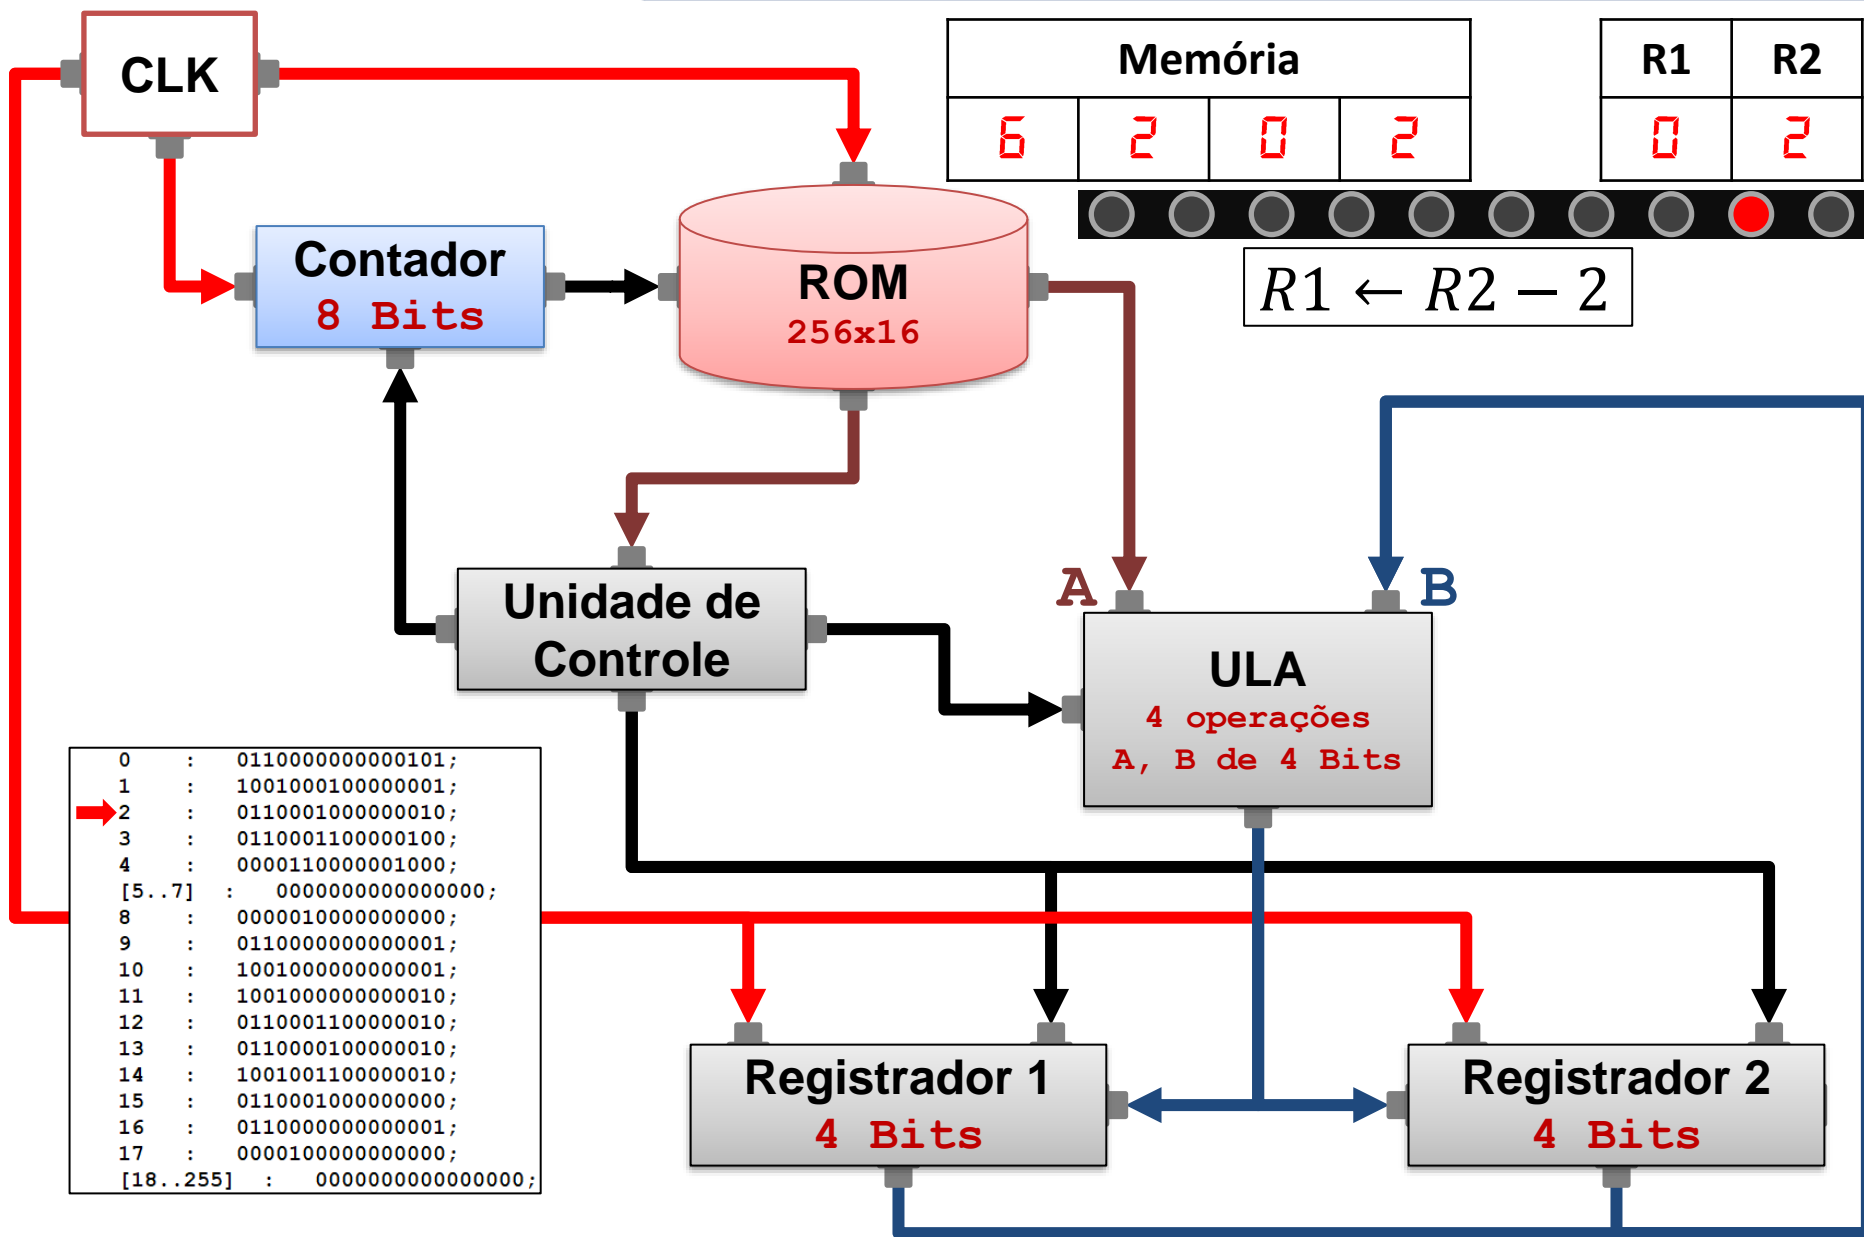 CLK
Memória
R1 R2
6 2 0 2
0 2
Contador
8 Bits
ROM
256x16
R1 ← R2 − 2
Unidade de
Controle
A
B
ULA
4 operações
A, B de 4 Bits
0 : 0110000000000101;
1 : 1001000100000001;
2 : 0110001000000010;
3 : 0110001100000100;
4 : 0000110000001000;
[5..7] : 0000000000000000;
8 : 0000010000000000;
9 : 0110000000000001;
10 : 1001000000000001;
11 : 1001000000000010;
12 : 0110001100000010;
13 : 0110000100000010;
14 : 1001001100000010;
15 : 0110001000000000;
16 : 0110000000000001;
17 : 0000100000000000;
[18..255] : 0000000000000000;
Registrador 1
4 Bits
Registrador 2
4 Bits